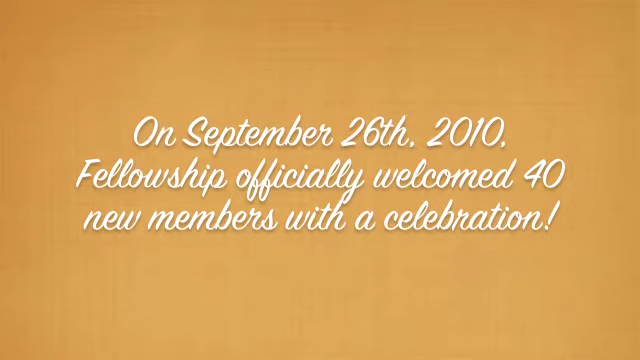 On September 26th, 2010,
Fellowship officially welcomed 40
new members with a celebration!